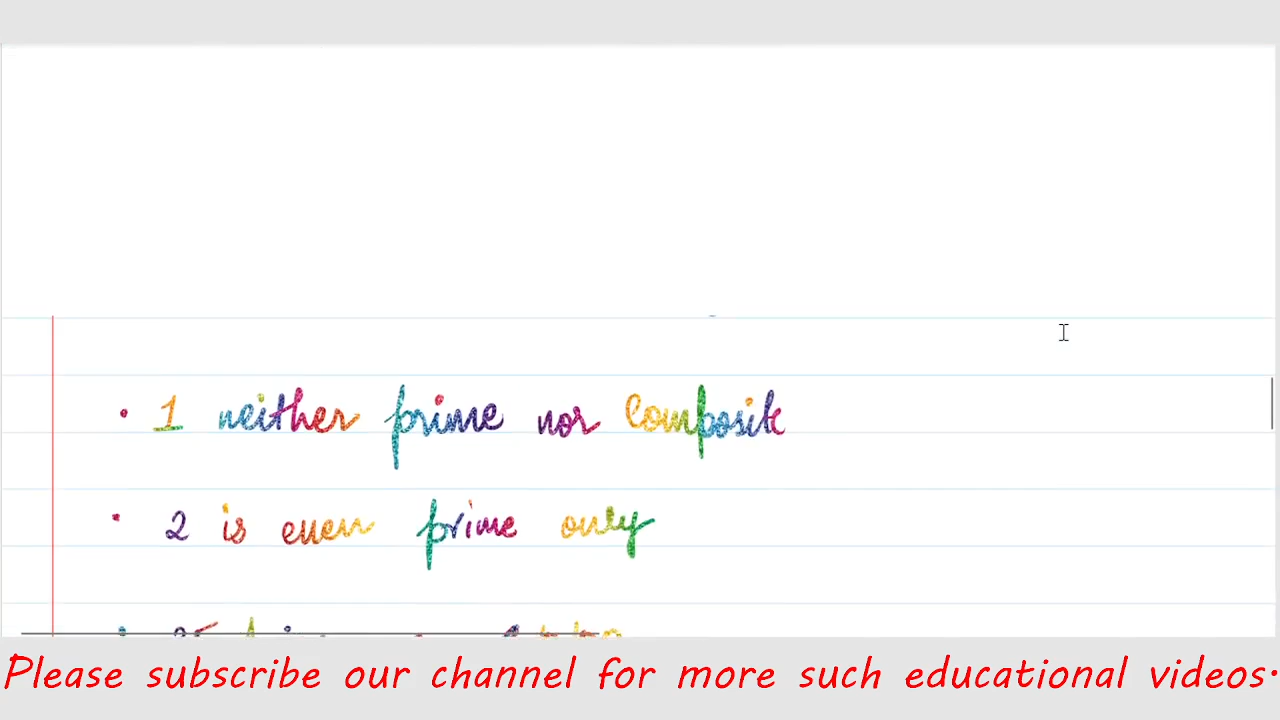 • 1 neither prime nor Composite
• 2 is even prime only
Please subscribe our channel for more such educational videos.